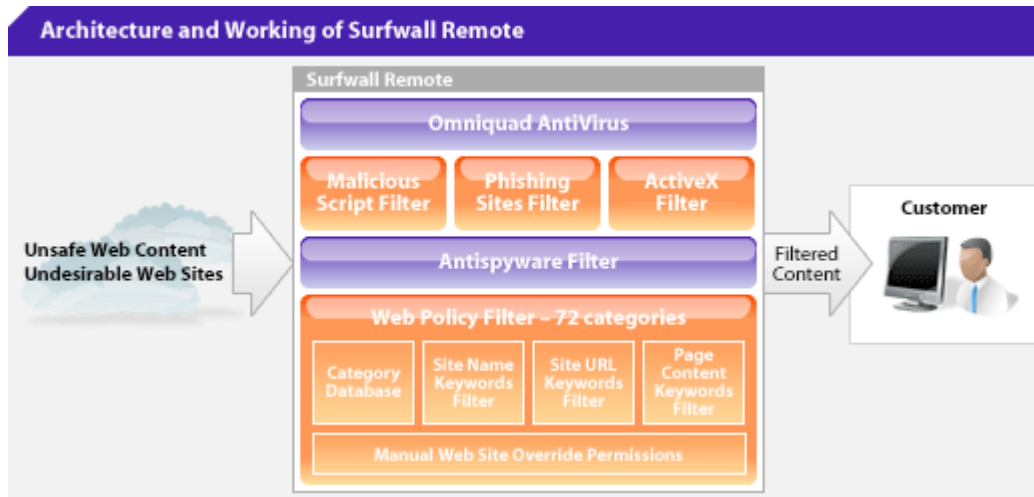 Architecture and Working of Surfwall Remote
Surfwall Remote
Omniquad AntiVirus
Malicious
Script Filter
Phishing
Sites Filter
ActiveX
Filter
Unsafe Web Content
Undesirable Web Sites
Antispyware Filter
Filtered
Content
Customer
Web Policy Filter – 72 categories
Category
Database
Site Name
Keywords
Filter
Site URL
Keywords
Filter
Page
Content
Keywords
Filter
Manual Web Site Override Permissions